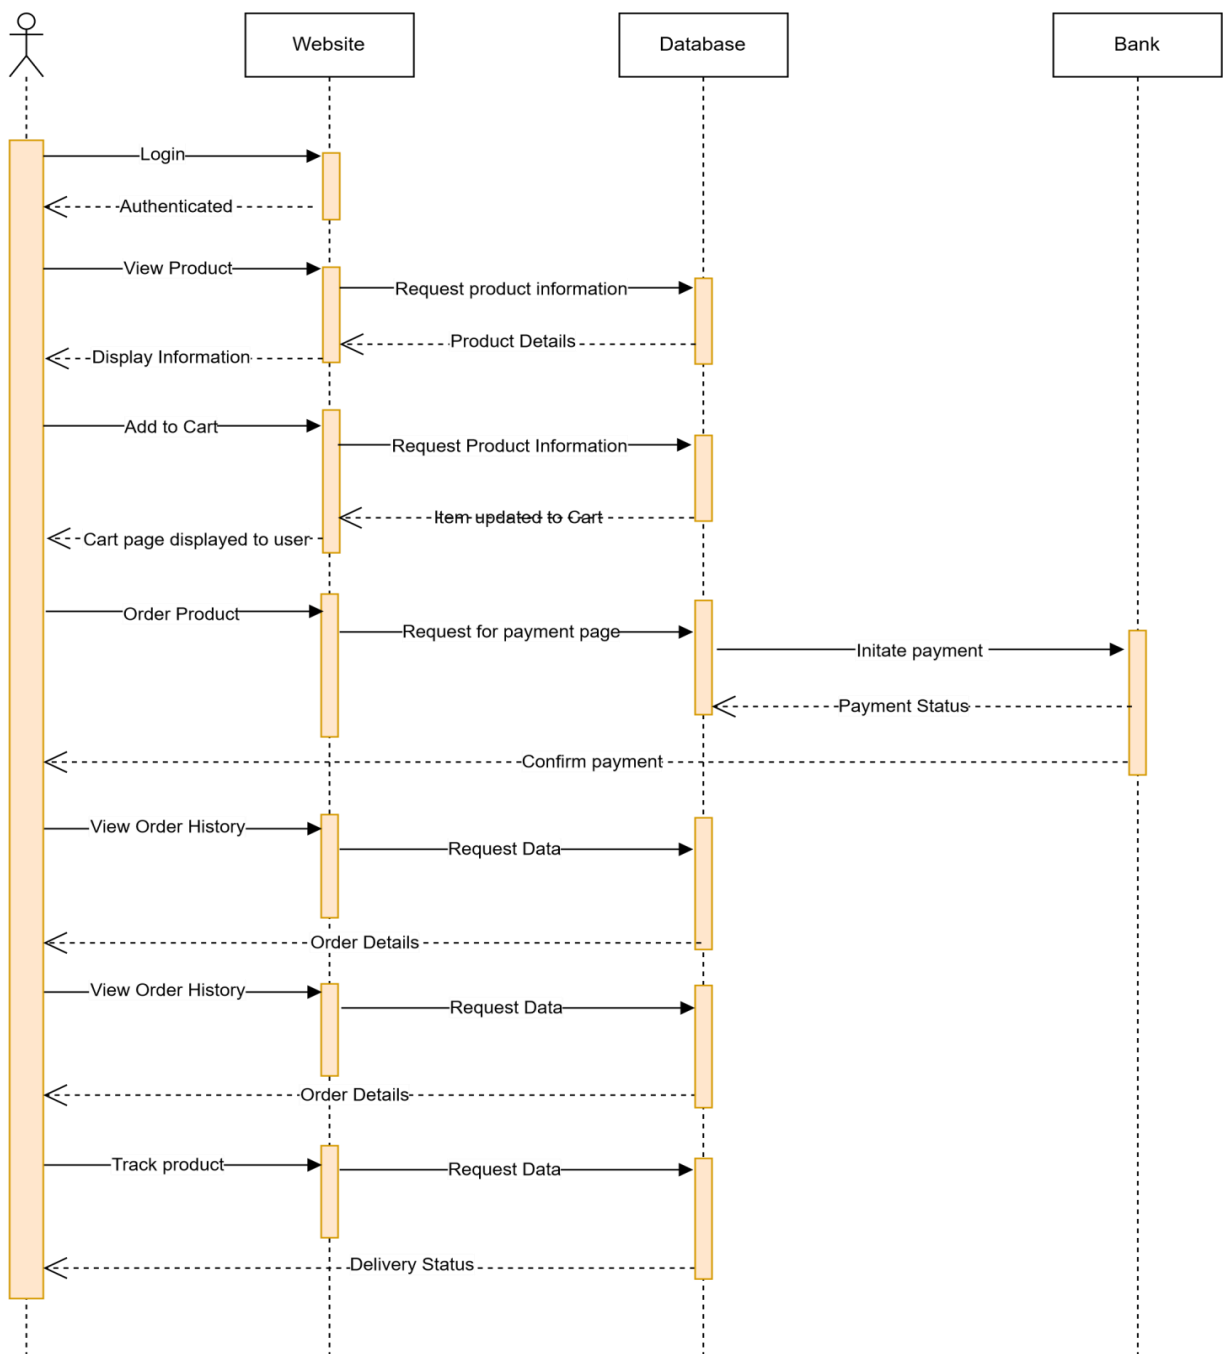 Website
Database
Bank
Login
Authenticated
View Product
Request product information
Product Details
Display Information
Add to Cart
Request Product Information
Item updated to Cart
Cart page displayed to user
Order Product
Request for payment page
Initate payment
Payment Status
Confirm payment
View Order History
Request Data
Order Details
View Order History
Request Data
Order Details
Track product
Request Data
Delivery Status